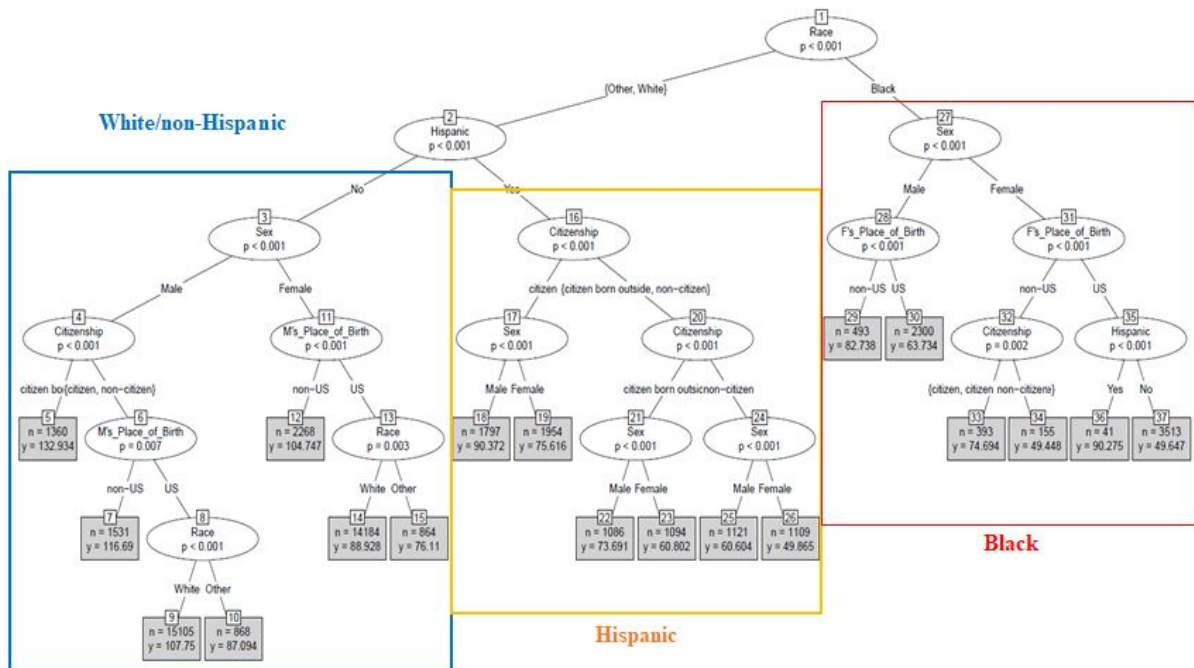 1
Race
p < 0.001
{Other, White}
Black
White/non-Hispanic
2
Hispanic
p < 0.001
27
Sex
p < 0.001
No
Yes
Male
Female
3
Sex
p < 0.001
16
Citizenship
p < 0.001
28
F's_Place_of_Birth
p < 0.001
31
F's_Place_of_Birth
p < 0.001
Male
Female
citizen {citizen born outside, non-citizen}
non-US US
non-US
US
4
Citizenship
p < 0.001
11
M's_Place_of_Birth
p < 0.001
17
Sex
p < 0.001
20
Citizenship
p < 0.001
29
n = 493
y = 82.738
30
n = 2300
y = 63.734
32
Citizenship
p = 0.002
35
Hispanic
p < 0.001
citizen bo{citizen, non-citizen}
non-US
US
Male Female
citizen born outsicnon-citizen
{citizen, citizen non-citizene}
Yes
No
5
n = 1360
y = 132.934
6
M's_Place_of_Birth
p = 0.007
12
n = 2268
y = 104.747
13
Race
p = 0.003
18
n = 1797
y = 90.372
19
n = 1954
y = 75.616
21
Sex
p < 0.001
24
Sex
p < 0.001
33
n = 393
y = 74.694
34
n = 155
y = 49.448
36
n = 41
y = 90.275
37
n = 3513
y = 49.647
non-US
US
White Other
Male Female
Male Female
7
n = 1531
y = 116.69
8
Race
p < 0.001
14
n = 14184
y = 88.928
15
n = 864
y = 76.11
22
n = 1086
y = 73.691
23
n = 1094
y = 60.802
25
n = 1121
y = 60.604
26
n = 1109
y = 49.865
Black
White Other
9
n = 15105
y = 107.75
10
n = 868
y = 87.094
Hispanic